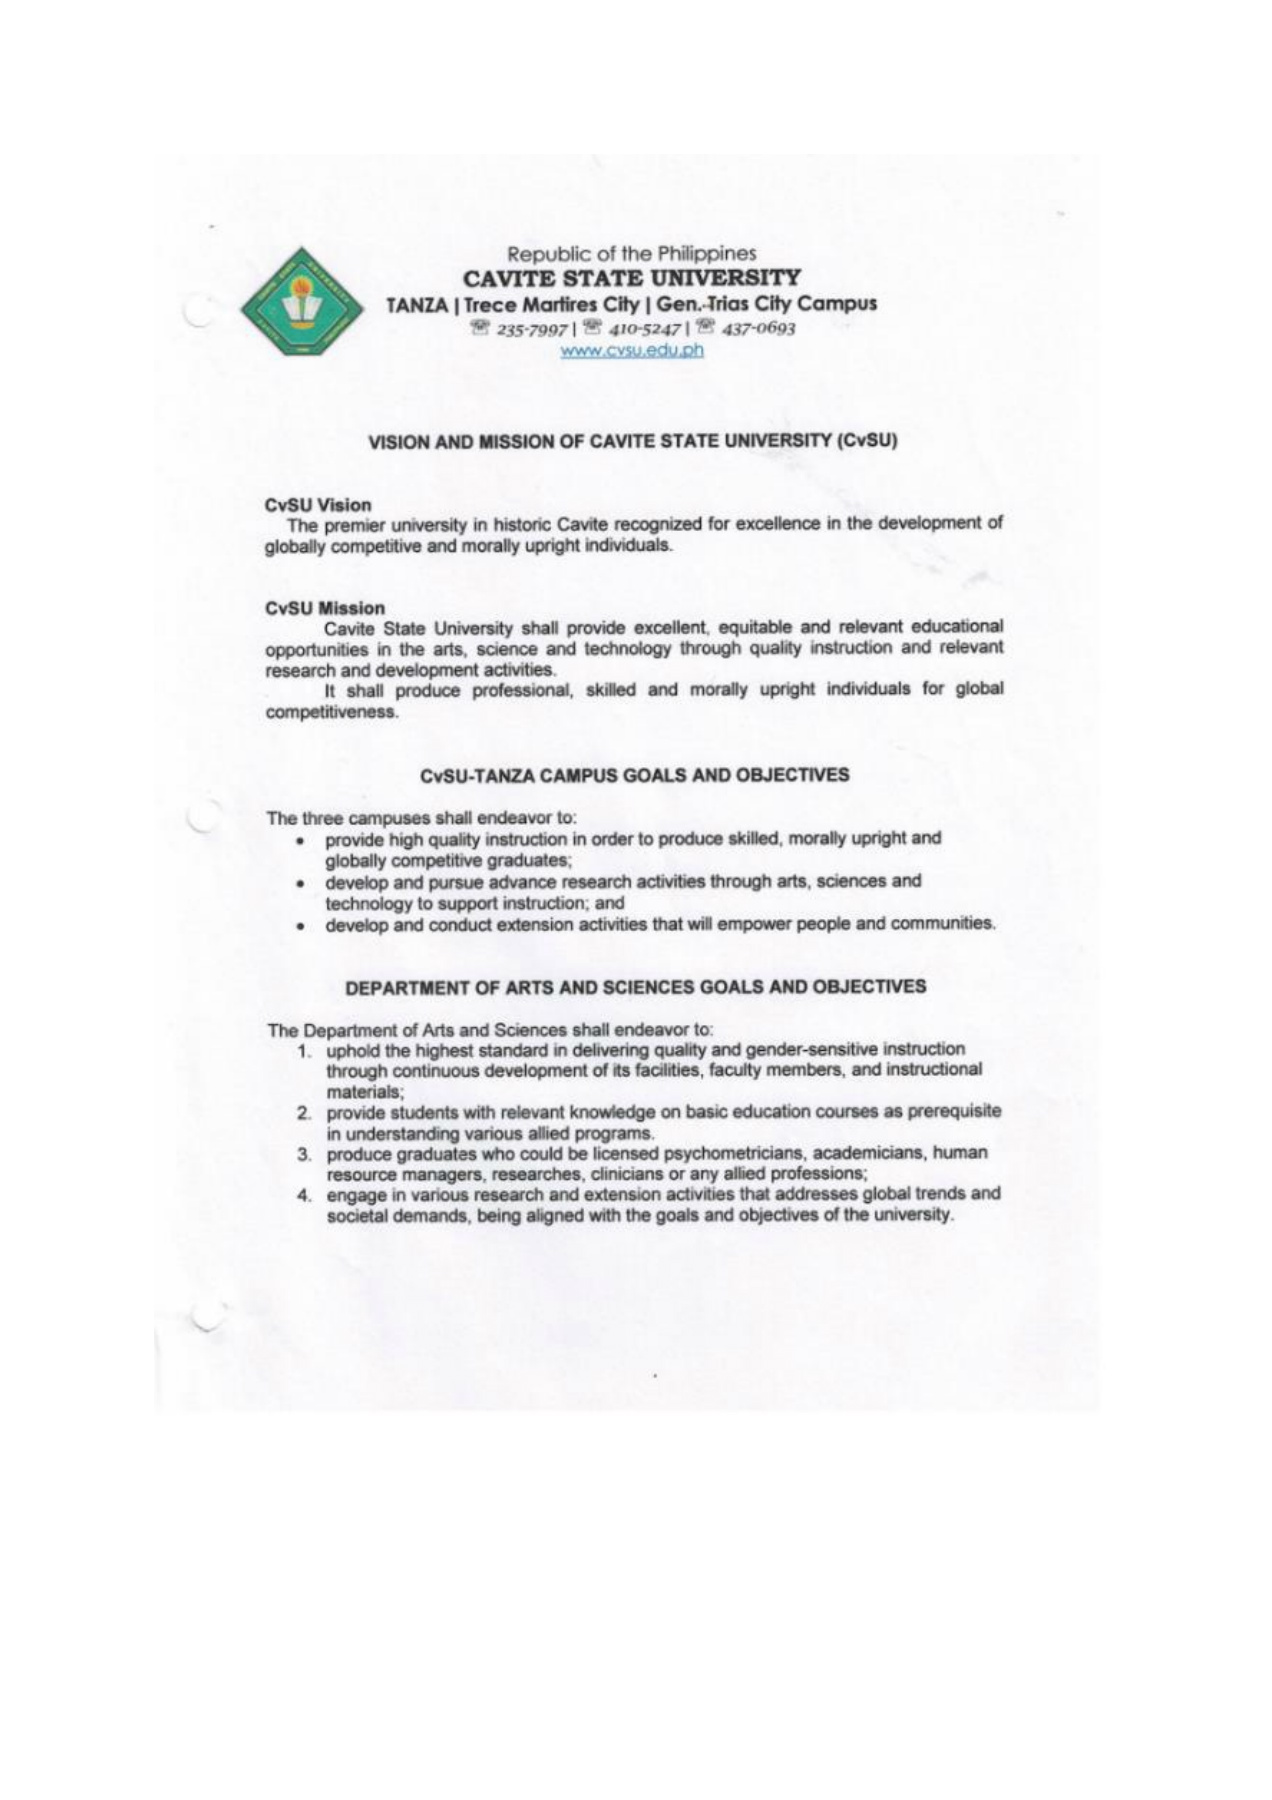 Republic of the Philippines
CAVITE STATE UNIVERSITY
TANZA | Trece Martires City | Gen. Trias City Campus
☏ 235-7997 | ☏ 410-5247 | ☏ 437-0693
www.cvsu.edu.ph
VISION AND MISSION OF CAVITE STATE UNIVERSITY (CvSU)
CvSU Vision
The premier university in historic Cavite recognized for excellence in the development of
globally competitive and morally upright individuals.
CvSU Mission
Cavite State University shall provide excellent, equitable and relevant educational
opportunities in the arts, science and technology through quality instruction and relevant
research and development activities.
It shall produce professional, skilled and morally upright individuals for global
competitiveness.
CvSU-TANZA CAMPUS GOALS AND OBJECTIVES
The three campuses shall endeavor to:
• provide high quality instruction in order to produce skilled, morally upright and
globally competitive graduates;
• develop and pursue advance research activities through arts, sciences and
technology to support instruction; and
• develop and conduct extension activities that will empower people and communities.
DEPARTMENT OF ARTS AND SCIENCES GOALS AND OBJECTIVES
The Department of Arts and Sciences shall endeavor to:
1. uphold the highest standard in delivering quality and gender-sensitive instruction
through continuous development of its facilities, faculty members, and instructional
materials;
2. provide students with relevant knowledge on basic education courses as prerequisite
in understanding various allied programs.
3. produce graduates who could be licensed psychometricians, academicians, human
resource managers, researches, clinicians or any allied professions;
4. engage in various research and extension activities that addresses global trends and
societal demands, being aligned with the goals and objectives of the university.